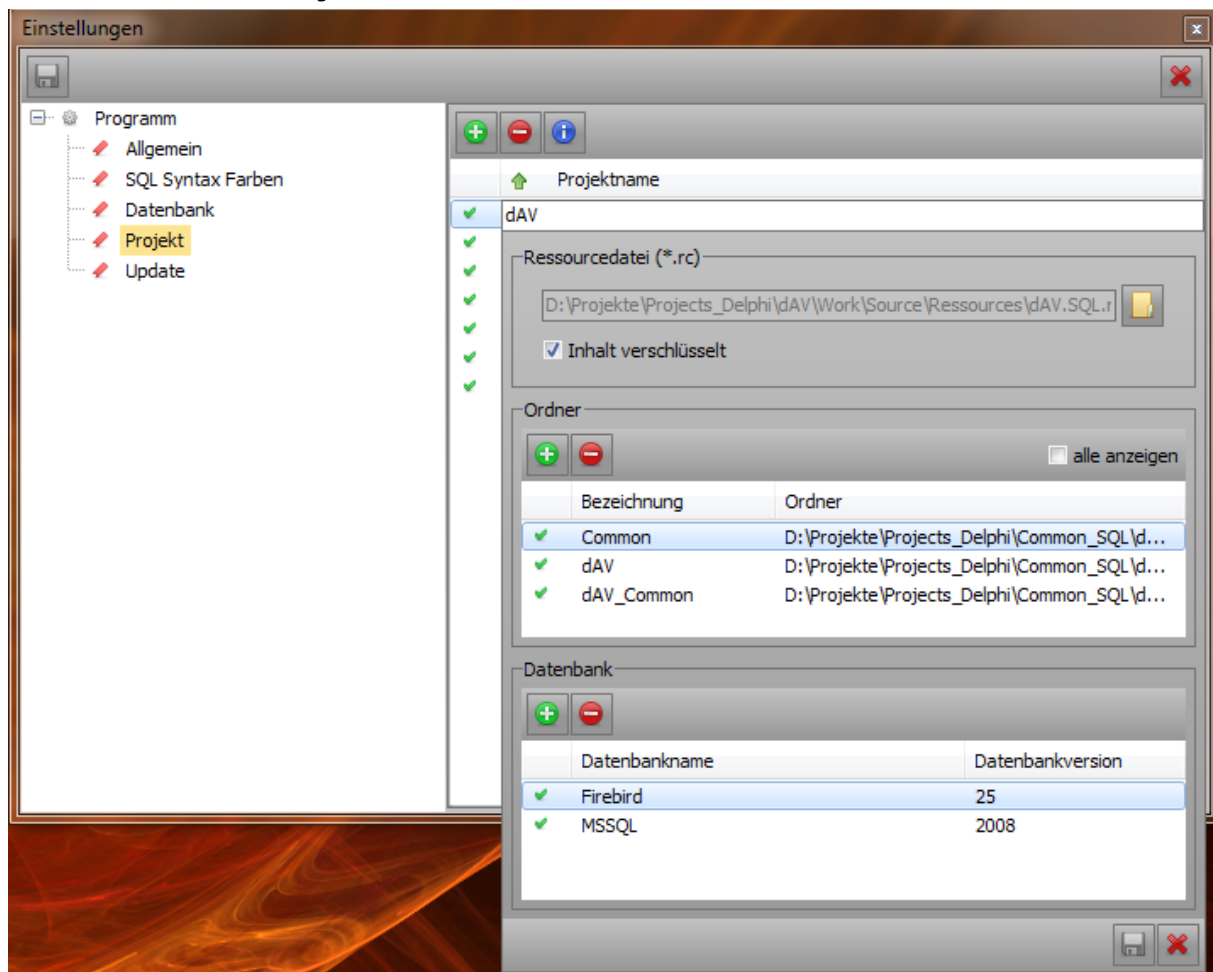 Einstellungen
Programm
Allgemein
SQL Syntax Farben
Datenbank
Projekt
Update
Projektname
dAV
Ressourcedatei (*.rc)
D:\Projekte\Projects_Delphi\dAV\Work\Source\Ressources\dAV.SQL.r
Inhalt verschlüsselt
Ordner
alle anzeigen
Bezeichnung Ordner
Common D:\Projekte\Projects_Delphi\Common_SQL\d...
dAV D:\Projekte\Projects_Delphi\Common_SQL\d...
dAV_Common D:\Projekte\Projects_Delphi\Common_SQL\d...
Datenbank
Datenbankname Datenbankversion
Firebird 25
MSSQL 2008